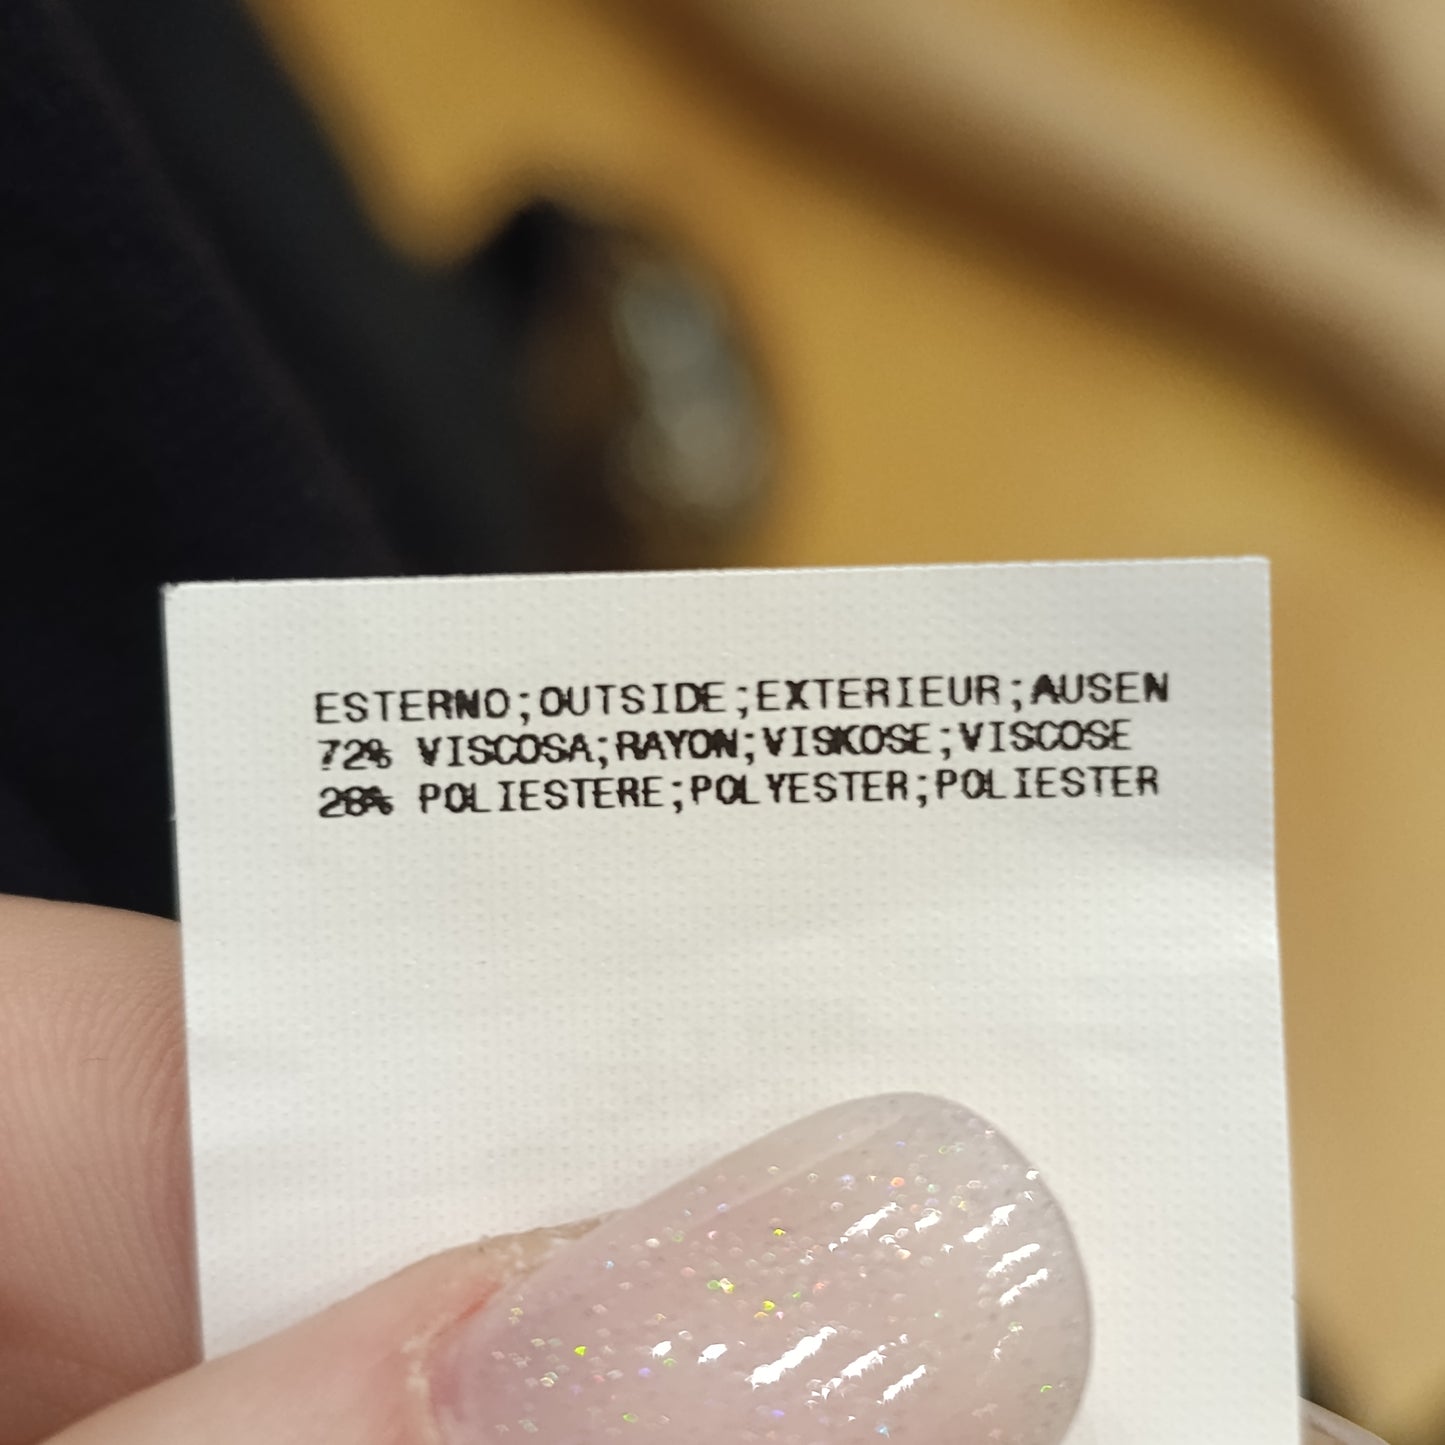 ESTERNO;OUTSIDE;EXTERIEUR;AUSEN
72% VISCOSA;RAYON;VISKOSE;VISCOSE
28% POLIESTERE;POLYESTER;POLIESTER